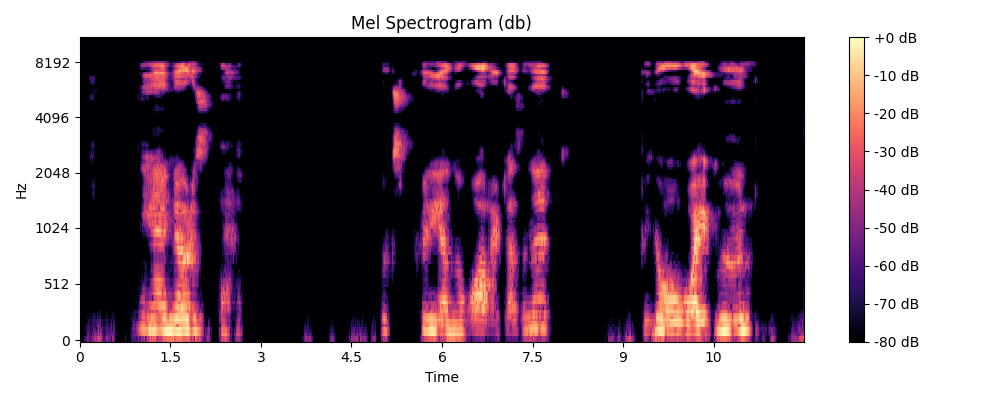 Mel Spectrogram (db)
8192
4096
2048
1024
512
0
Hz
0 1.5 3 4.5 6 7.5 9 10
Time
+0 dB
-10 dB
-20 dB
-30 dB
-40 dB
-50 dB
-60 dB
-70 dB
-80 dB